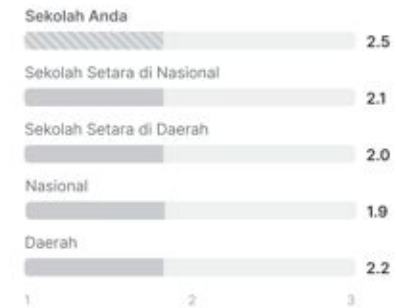 Sekolah Anda
2.5
Sekolah Setara di Nasional
2.1
Sekolah Setara di Daerah
2.0
Nasional
1.9
Daerah
2.2
1 2 3